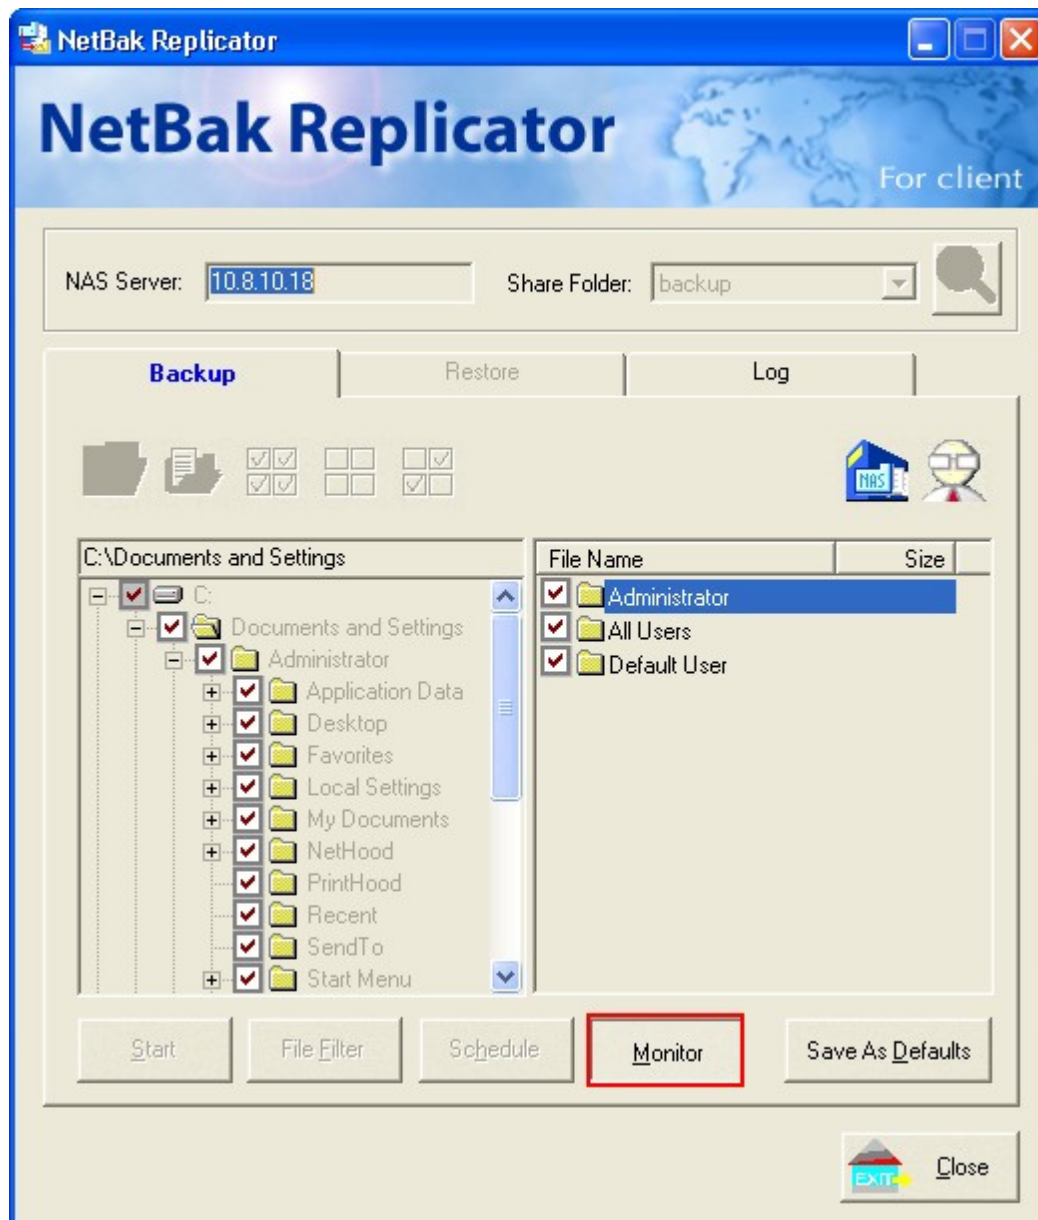 NetBak Replicator
NetBak Replicator
For client
NAS Server: 10.8.10.18 Share Folder: backup
Backup Restore Log
NAS
C:\Documents and Settings
File Name Size
C:
Documents and Settings
Administrator
Application Data
Desktop
Favorites
Local Settings
My Documents
NetHood
PrintHood
Recent
SendTo
Start Menu
Administrator
All Users
Default User
Start File Filter Schedule Monitor Save As Defaults
EXIT Close